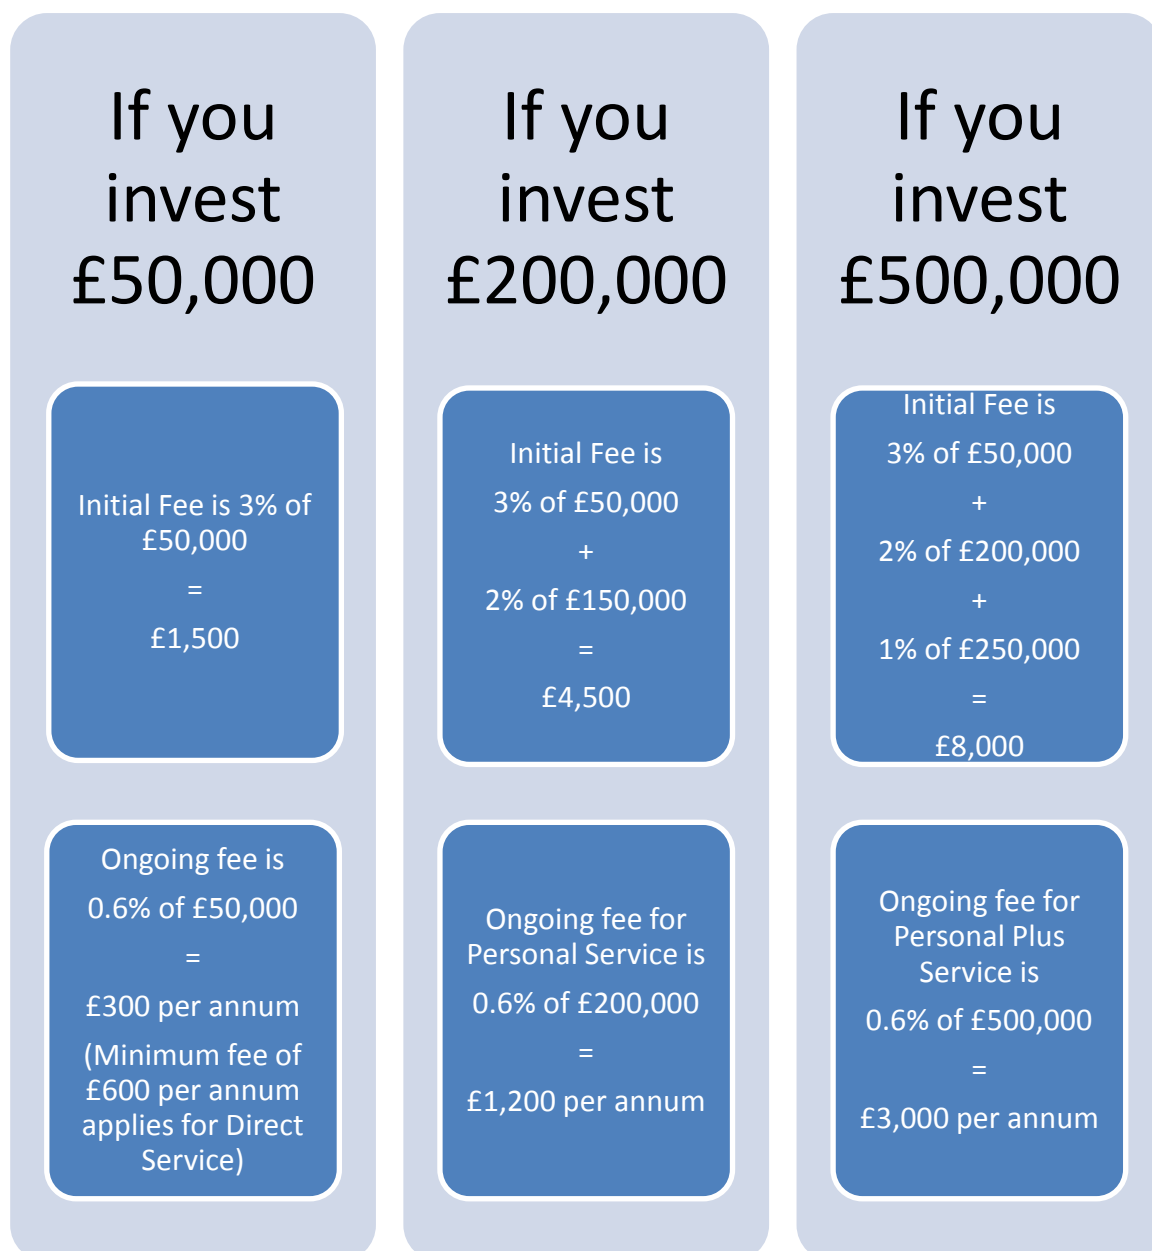 If you
invest
£50,000
Initial Fee is 3% of
£50,000
=
£1,500
Ongoing fee is
0.6% of £50,000
=
£300 per annum
(Minimum fee of
£600 per annum
applies for Direct
Service)
If you
invest
£200,000
Initial Fee is
3% of £50,000
+
2% of £150,000
=
£4,500
Ongoing fee for
Personal Service is
0.6% of £200,000
=
£1,200 per annum
If you
invest
£500,000
Initial Fee is
3% of £50,000
+
2% of £200,000
+
1% of £250,000
=
£8,000
Ongoing fee for
Personal Plus
Service is
0.6% of £500,000
=
£3,000 per annum